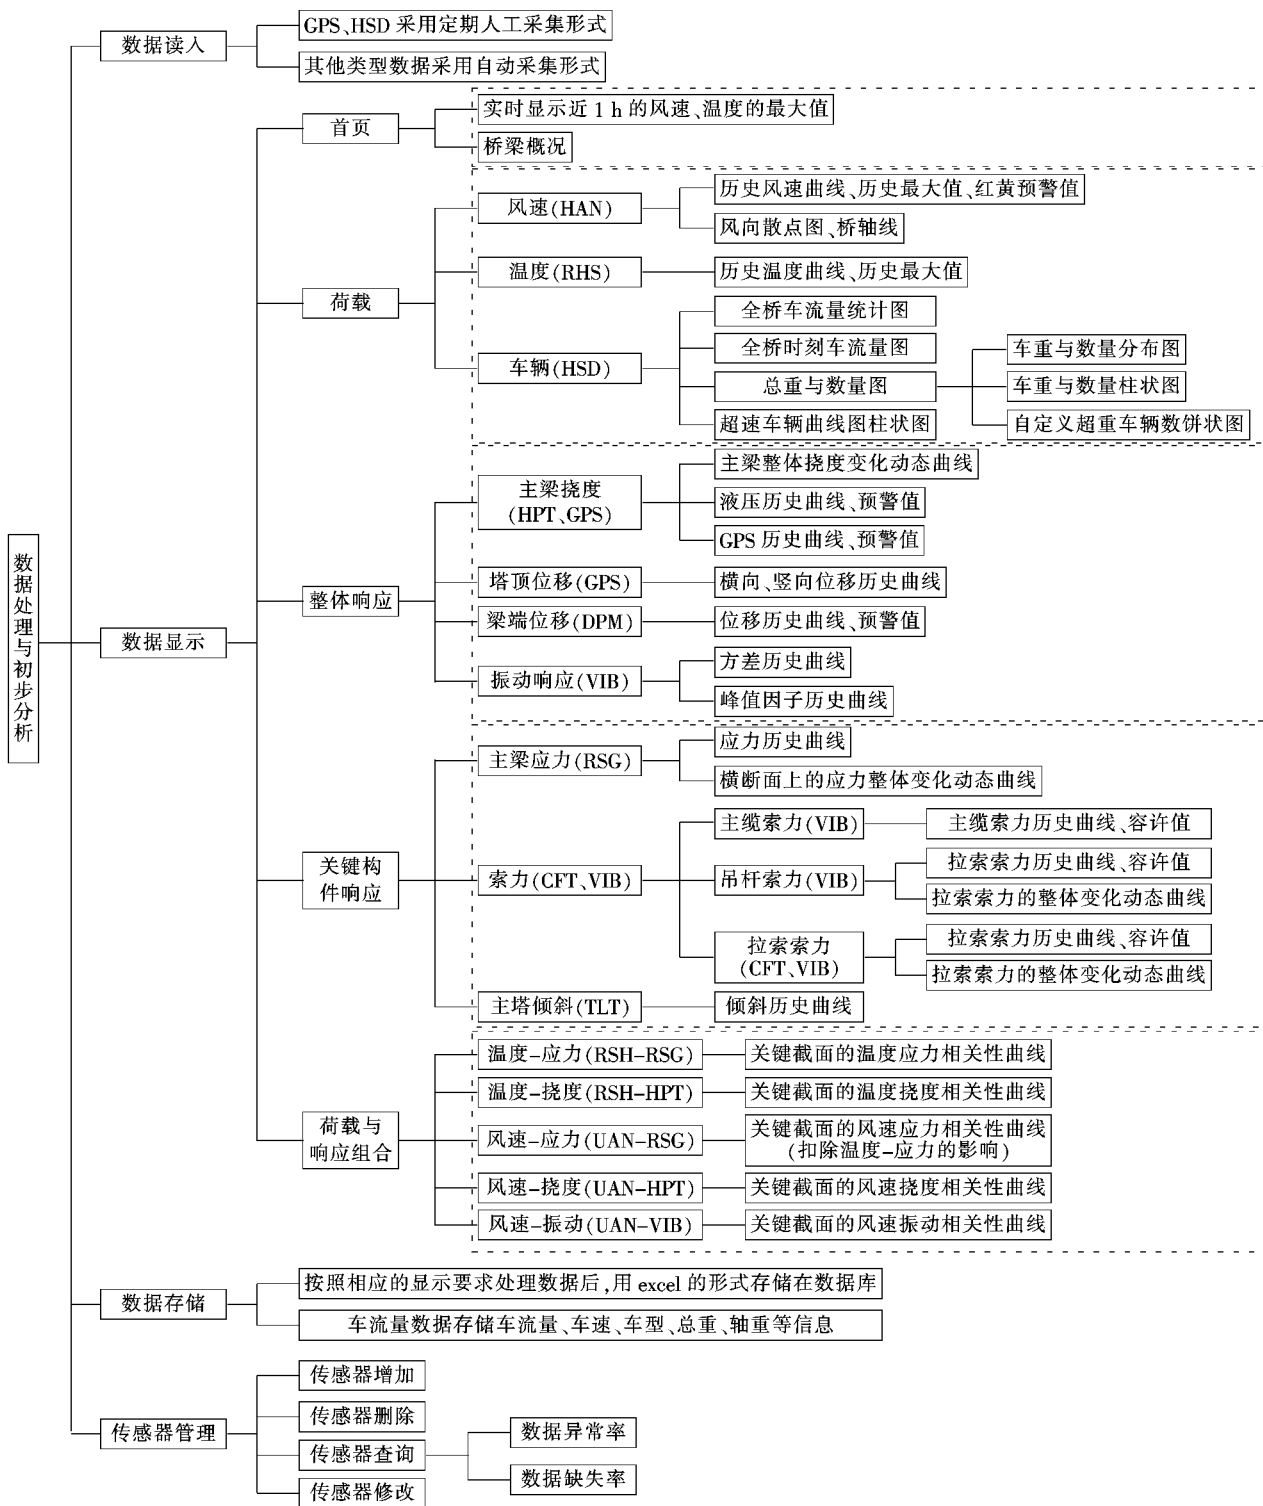 数据处理与初步分析
数据读入
GPS、HSD 采用定期人工采集形式
其他类型数据采用自动采集形式
数据显示
首页
实时显示近 1 h 的风速、温度的最大值
桥梁概况
荷载
风速(HAN)
历史风速曲线、历史最大值、红黄预警值
风向散点图、桥轴线
温度(RHS)
历史温度曲线、历史最大值
车辆(HSD)
全桥车流量统计图
全桥时刻车流量图
总重与数量图
车重与数量分布图
车重与数量柱状图
自定义超重车辆数饼状图
超速车辆曲线图柱状图
整体响应
主梁挠度
(HPT、GPS)
主梁整体挠度变化动态曲线
液压历史曲线、预警值
GPS 历史曲线、预警值
塔顶位移(GPS)
横向、竖向位移历史曲线
梁端位移(DPM)
位移历史曲线、预警值
振动响应(VIB)
方差历史曲线
峰值因子历史曲线
关键构
件响应
主梁应力(RSG)
应力历史曲线
横断面上的应力整体变化动态曲线
索力(CFT、VIB)
主缆索力(VIB)
主缆索力历史曲线、容许值
吊杆索力(VIB)
拉索索力历史曲线、容许值
拉索索力的整体变化动态曲线
拉索索力
(CFT、VIB)
拉索索力历史曲线、容许值
拉索索力的整体变化动态曲线
主塔倾斜(TLT)
倾斜历史曲线
荷载与
响应组合
温度–应力(RSH–RSG)
关键截面的温度应力相关性曲线
温度–挠度(RSH–HPT)
关键截面的温度挠度相关性曲线
风速–应力(UAN–RSG)
关键截面的风速应力相关性曲线
(扣除温度–应力的影响)
风速–挠度(UAN–HPT)
关键截面的风速挠度相关性曲线
风速–振动(UAN–VIB)
关键截面的风速振动相关性曲线
数据存储
按照相应的显示要求处理数据后,用 excel 的形式存储在数据库
车流量数据存储车流量、车速、车型、总重、轴重等信息
传感器管理
传感器增加
传感器删除
传感器查询
数据异常率
数据缺失率
传感器修改